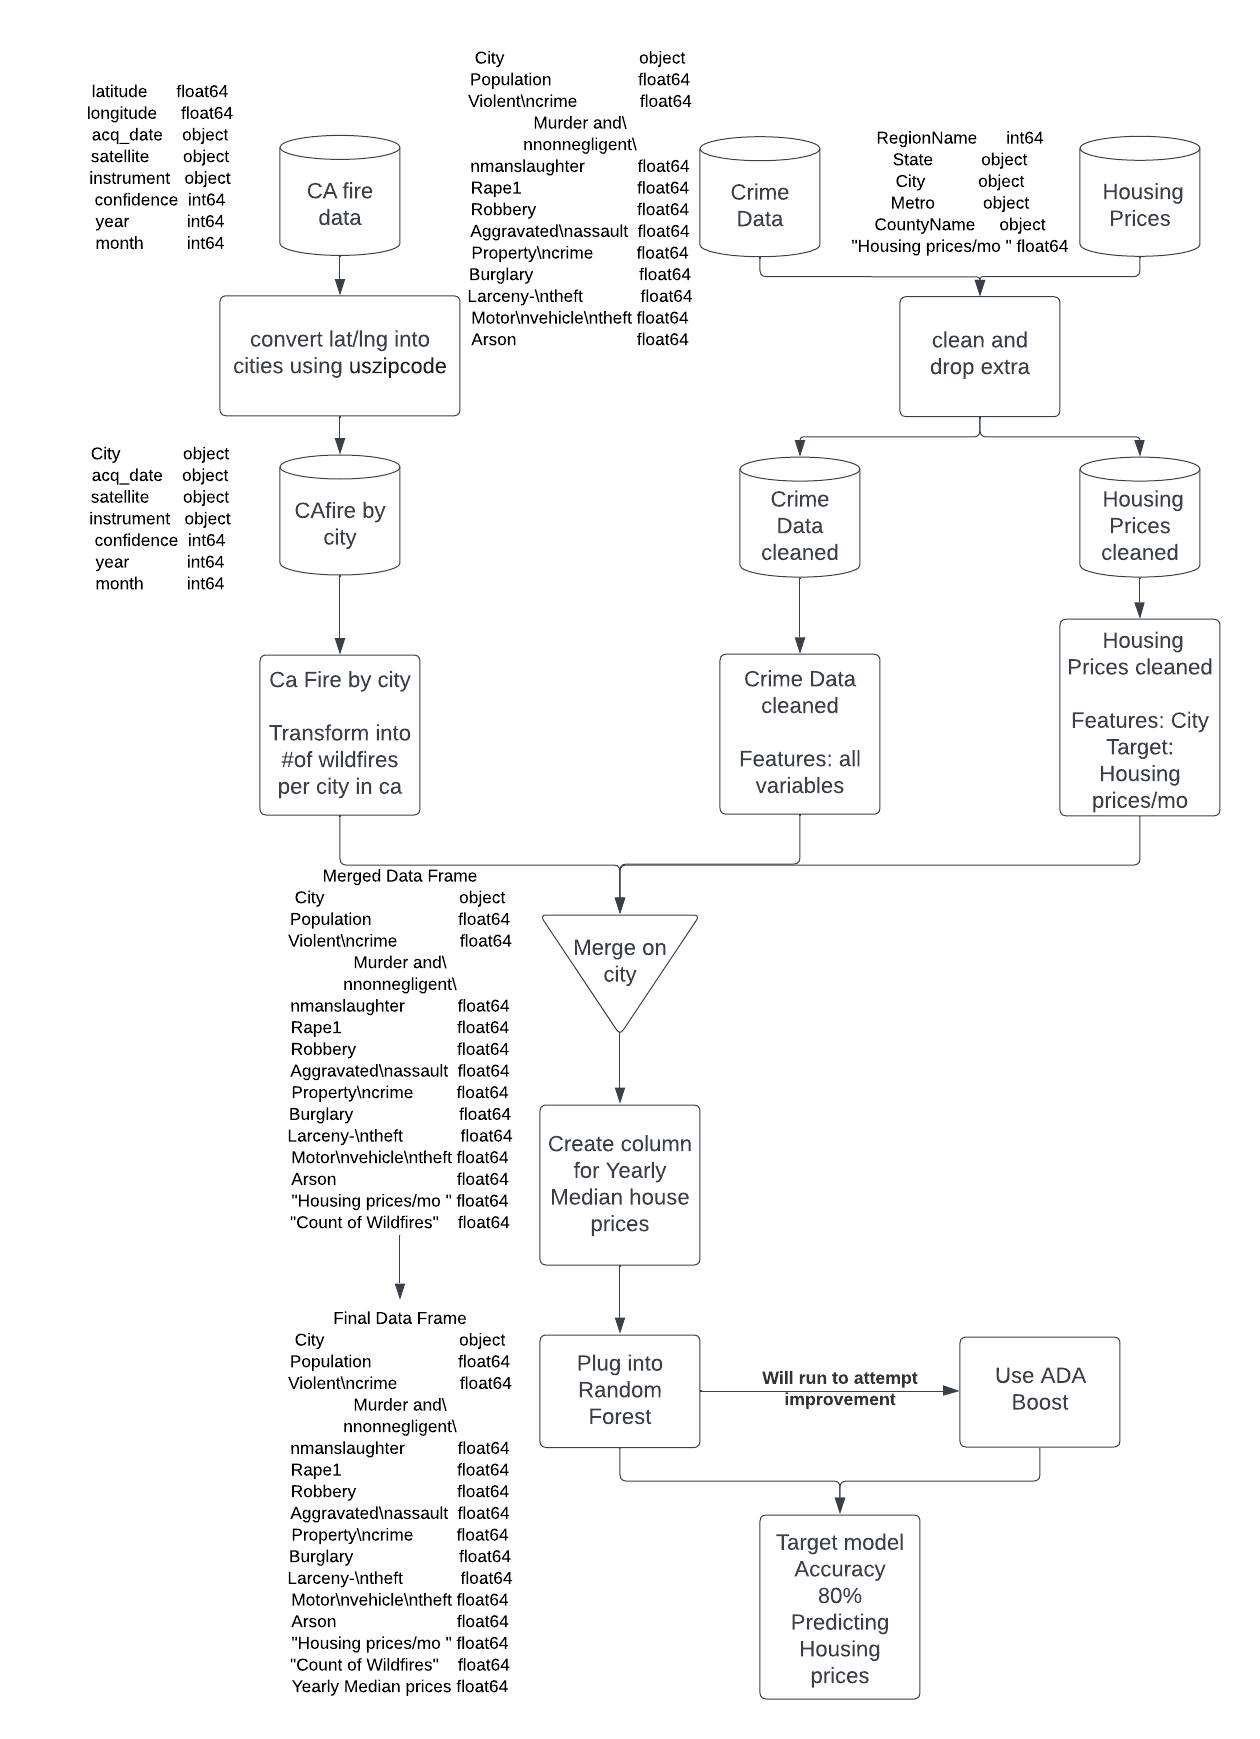 latitude float64
longitude float64
acq_date object
satellite object
instrument object
confidence int64
year int64
month int64
CA fire
data
City object
Population float64
Violent\ncrime float64
Murder and\
nnonnegligent\
nmanslaughter float64
Rape1 float64
Robbery float64
Aggravated\nassault float64
Property\ncrime float64
Burglary float64
Larceny-\ntheft float64
Motor\nvehicle\ntheft float64
Arson float64
Crime
Data
RegionName int64
State object
City object
Metro object
CountyName object
"Housing prices/mo " float64
Housing
Prices
convert lat/lng into
cities using uszipcode
clean and
drop extra
City object
acq_date object
satellite object
instrument object
confidence int64
year int64
month int64
CAfire by
city
Crime
Data
cleaned
Housing
Prices
cleaned
Ca Fire by city
Transform into
#of wildfires
per city in ca
Crime Data
cleaned
Features: all
variables
Housing
Prices cleaned
Features: City
Target:
Housing
prices/mo
Merged Data Frame
City object
Population float64
Violent\ncrime float64
Murder and\
nnonnegligent\
nmanslaughter float64
Rape1 float64
Robbery float64
Aggravated\nassault float64
Property\ncrime float64
Burglary float64
Larceny-\ntheft float64
Motor\nvehicle\ntheft float64
Arson float64
"Housing prices/mo " float64
"Count of Wildfires" float64
Merge on
city
Create column
for Yearly
Median house
prices
Final Data Frame
City object
Population float64
Violent\ncrime float64
Murder and\
nnonnegligent\
nmanslaughter float64
Rape1 float64
Robbery float64
Aggravated\nassault float64
Property\ncrime float64
Burglary float64
Larceny-\ntheft float64
Motor\nvehicle\ntheft float64
Arson float64
"Housing prices/mo " float64
"Count of Wildfires" float64
Yearly Median prices float64
Plug into
Random
Forest
Will run to attempt
improvement
Use ADA
Boost
Target model
Accuracy
80%
Predicting
Housing
prices